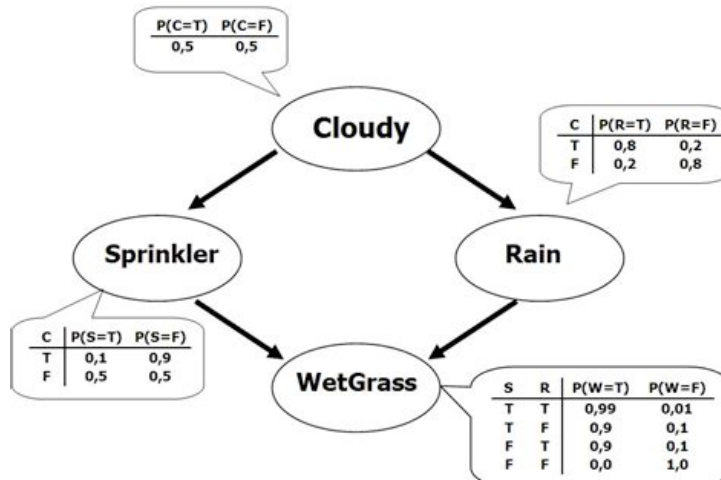 P(C=T) P(C=F)
0,5 0,5
Cloudy
C P(R=T) P(R=F)
T 0,8 0,2
F 0,2 0,8
Sprinkler
Rain
C P(S=T) P(S=F)
T 0,1 0,9
F 0,5 0,5
WetGrass
S R P(W=T) P(W=F)
T T 0,99 0,01
T F 0,9 0,1
F T 0,9 0,1
F F 0,0 1,0